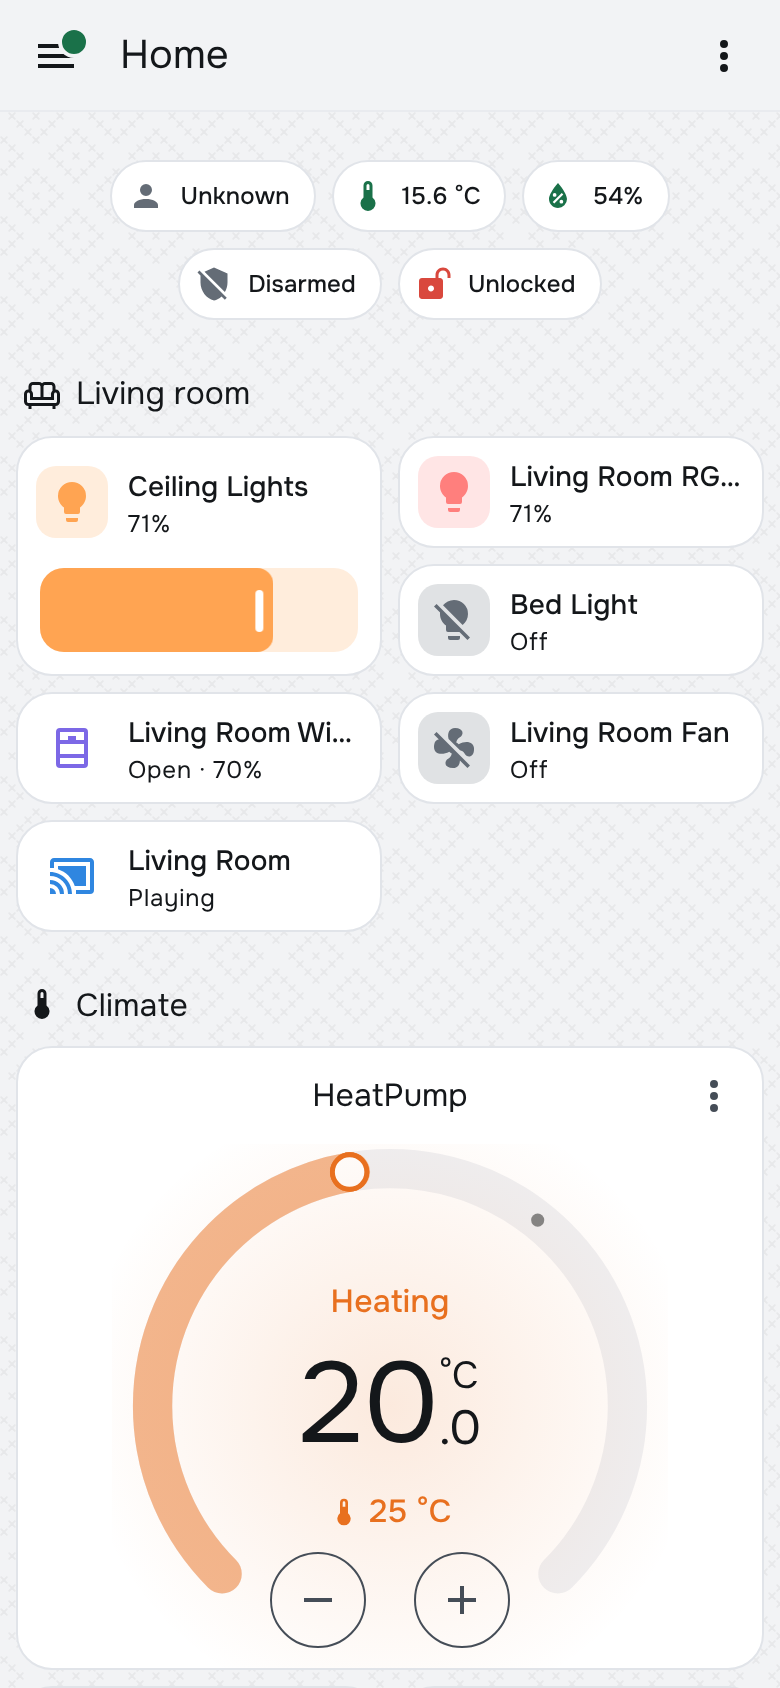 Home
Unknown
15.6 °C
54%
Disarmed
Unlocked
Living room
Ceiling Lights
71%
Living Room RG...
71%
Bed Light
Off
Living Room Wi...
Open · 70%
Living Room Fan
Off
Living Room
Playing
Climate
HeatPump
Heating
20.0 °C
25 °C